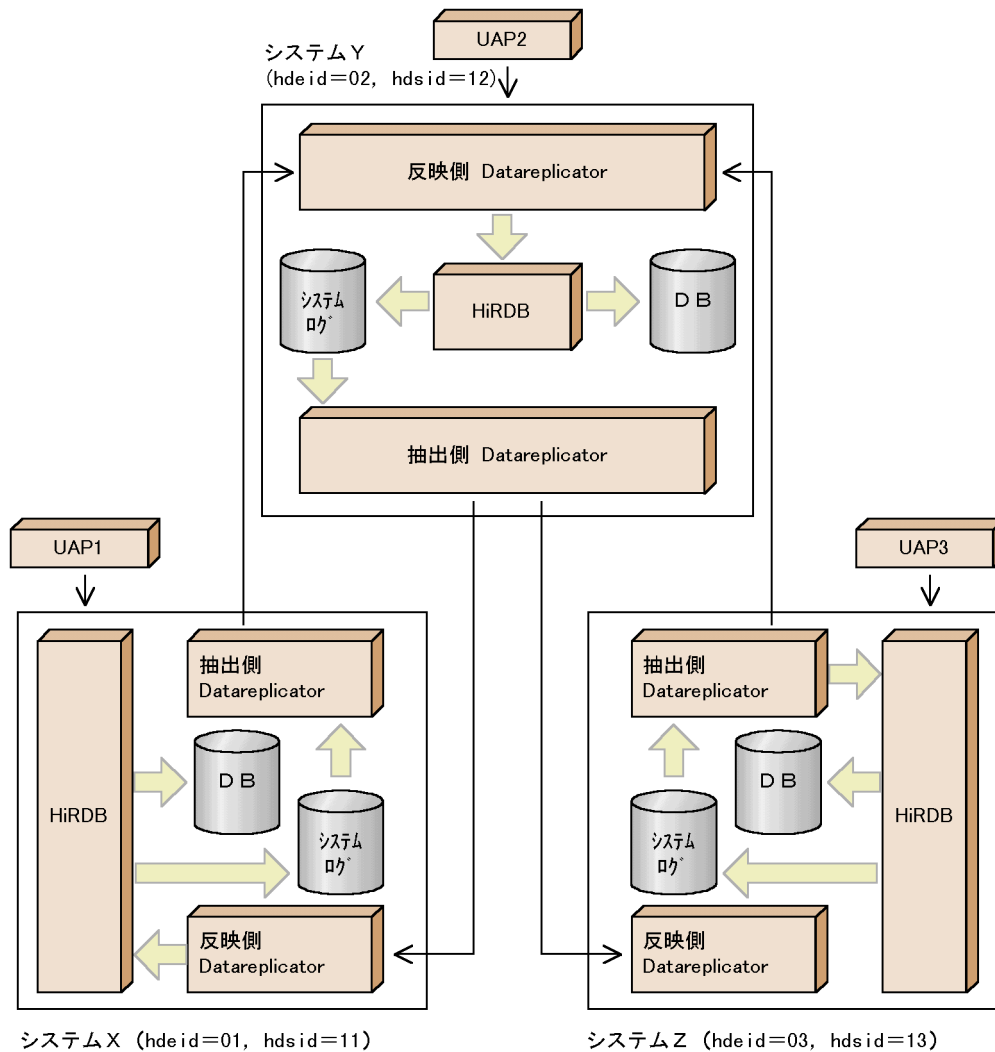 UAP2
システムY
(hdeid=02, hdsid=12)
反映側 Datareplicator
システム
ログ
HiRDB
DB
抽出側 Datareplicator
UAP1
UAP3
HiRDB
抽出側
Datareplicator
DB
システム
ログ
反映側
Datareplicator
抽出側
Datareplicator
DB
システム
ログ
反映側
Datareplicator
HiRDB
システムX (hdeid=01, hdsid=11)
システムZ (hdeid=03, hdsid=13)